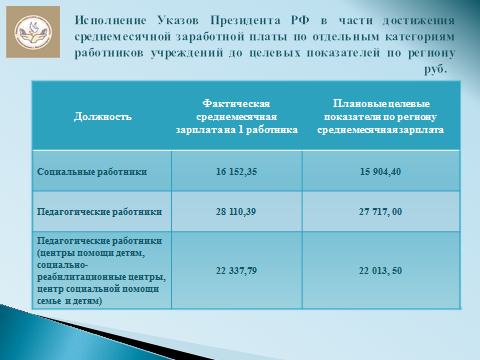 Исполнение Указов Президента РФ в части достижения
среднемесячной заработной платы по отдельным категориям
работников учреждений до целевых показателей по региону
руб.
Должность
Фактическая
среднемесячная
зарплата на 1 работника
Плановые целевые
показатели по региону
среднемесячная зарплата
Социальные работники
16 152,35
15 904,40
Педагогические работники
28 110,39
27 717, 00
Педагогические работники
(центры помощи детям,
социально-
реабилитационные центры,
центр социальной помощи
семье и детям)
22 337,79
22 013, 50